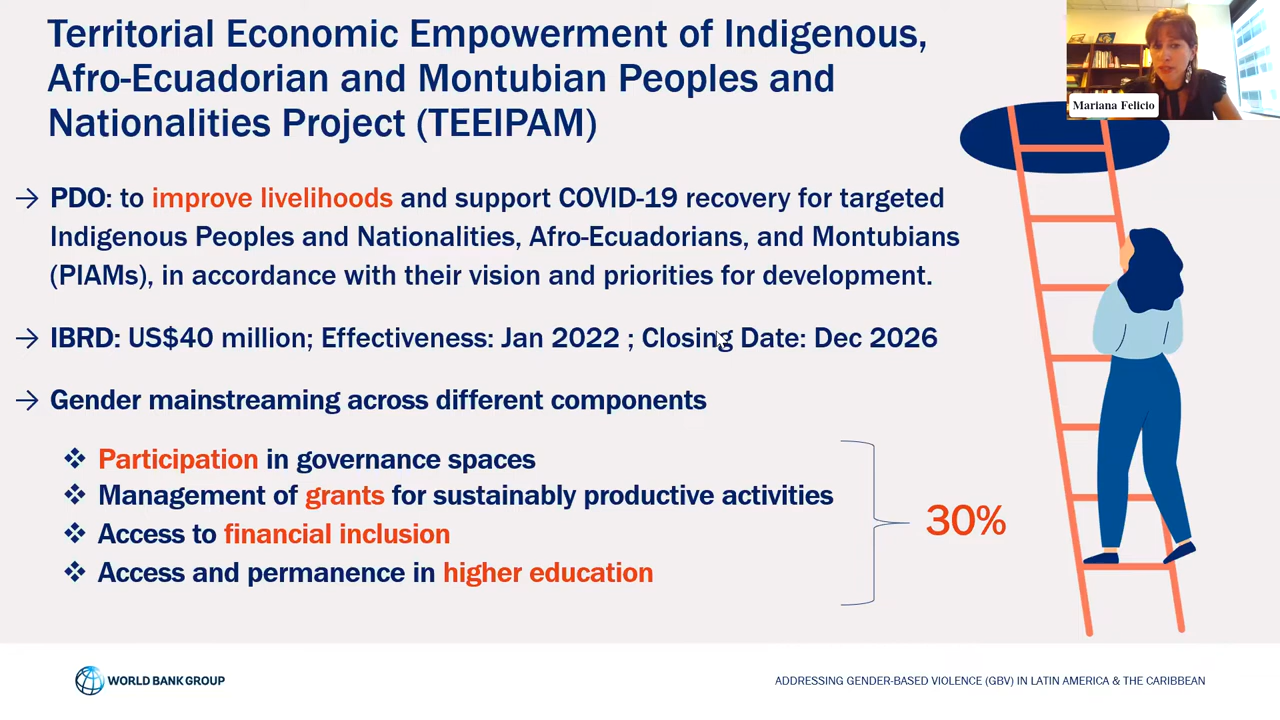 Territorial Economic Empowerment of Indigenous,
Afro-Ecuadorian and Montubian Peoples and
Nationalities Project (TEEIPAM)
Mariana Felicio
→ PDO: to improve livelihoods and support COVID-19 recovery for targeted
Indigenous Peoples and Nationalities, Afro-Ecuadorians, and Montubians
(PIAMs), in accordance with their vision and priorities for development.
→ IBRD: US$40 million; Effectiveness: Jan 2022 ; Closing Date: Dec 2026
→ Gender mainstreaming across different components
❖ Participation in governance spaces
❖ Management of grants for sustainably productive activities
❖ Access to financial inclusion
❖ Access and permanence in higher education
30%
WORLD BANK GROUP
ADDRESSING GENDER-BASED VIOLENCE (GBV) IN LATIN AMERICA & THE CARIBBEAN